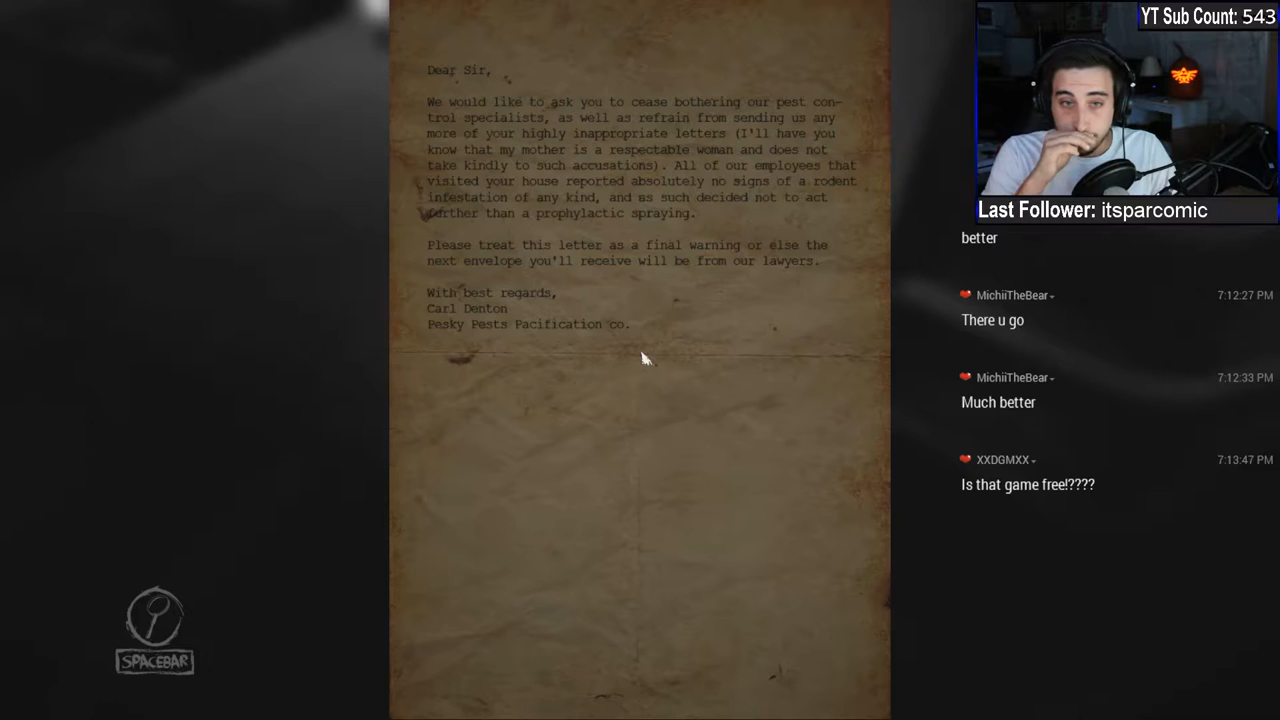 Dear Sir,
We would like to ask you to cease bothering our pest con-
trol specialists, as well as refrain from sending us any
more of your highly inappropriate letters (I'll have you
know that my mother is a respectable woman and does not
take kindly to such accusations). All of our employees that
visited your house reported absolutely no signs of a rodent
infestation of any kind, and as such decided not to act
further than a prophylactic spraying.
Please treat this letter as a final warning or else the
next envelope you'll receive will be from our lawyers.
With best regards,
Carl Denton
Pesky Pests Pacification co.
SPACEBAR
YT Sub Count: 543
Last Follower: itsparcomic
better
MichiiTheBear 7:12:27 PM
There u go
MichiiTheBear 7:12:33 PM
Much better
XXDGMXX 7:13:47 PM
Is that game free!????